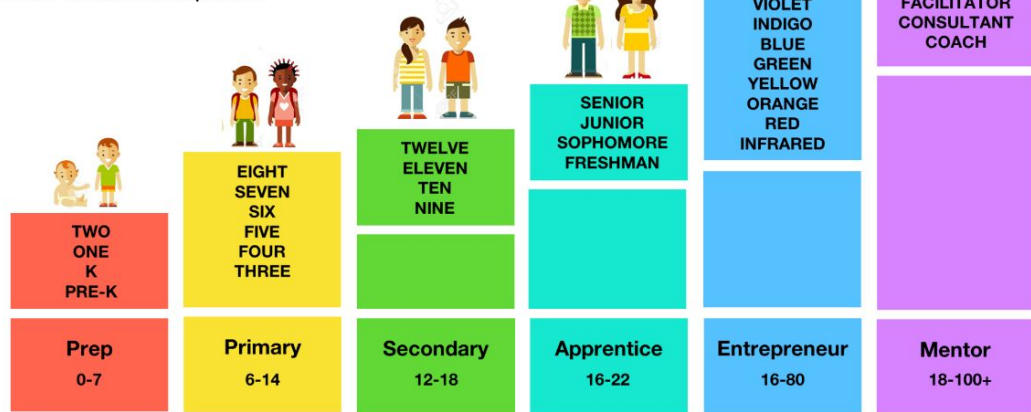 TWO
ONE
K
PRE-K
Prep
0-7
EIGHT
SEVEN
SIX
FIVE
FOUR
THREE
Primary
6-14
TWELVE
ELEVEN
TEN
NINE
Secondary
12-18
SENIOR
JUNIOR
SOPHOMORE
FRESHMAN
Apprentice
16-22
VIOLET
INDIGO
BLUE
GREEN
YELLOW
ORANGE
RED
INFRARED
Entrepreneur
16-80
FACILITATOR
CONSULTANT
COACH
Mentor
18-100+